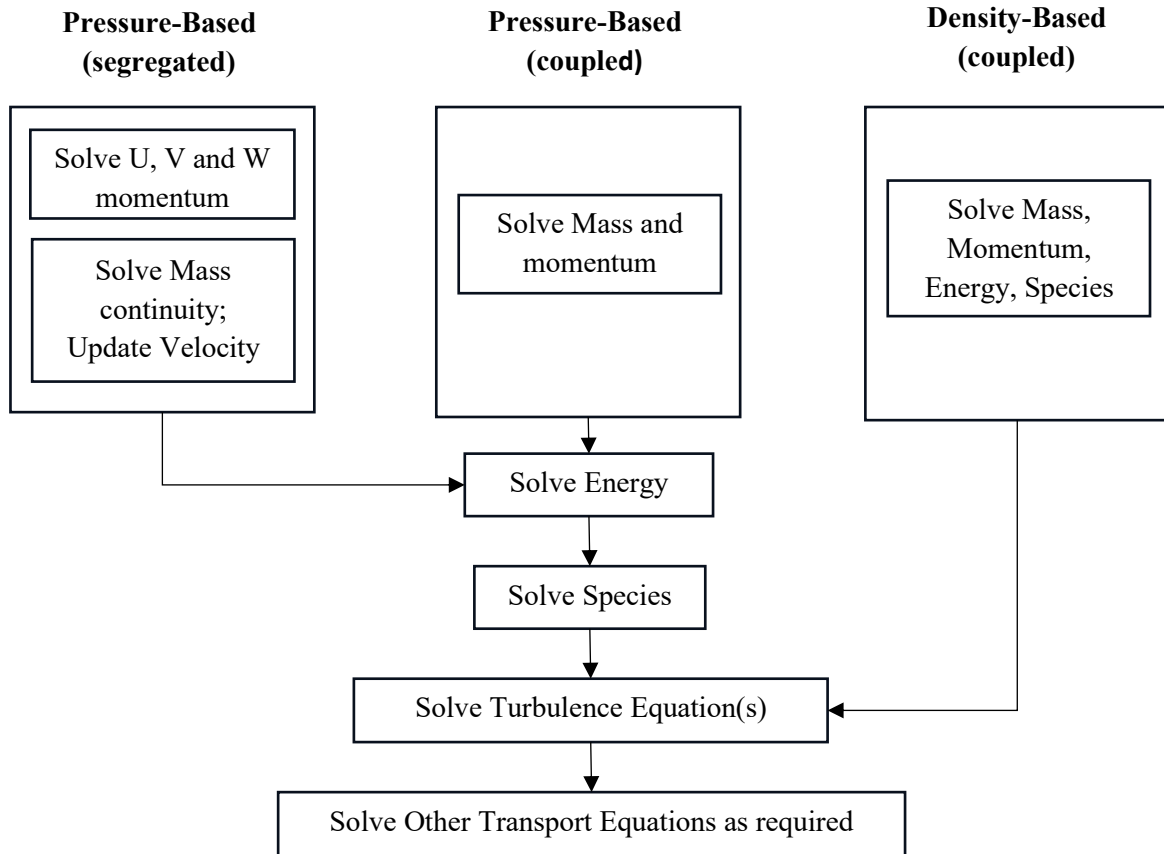 Pressure-Based
(segregated)
Pressure-Based
(coupled)
Density-Based
(coupled)
Solve U, V and W
momentum
Solve Mass
continuity;
Update Velocity
Solve Mass and
momentum
Solve Mass,
Momentum,
Energy, Species
Solve Energy
Solve Species
Solve Turbulence Equation(s)
Solve Other Transport Equations as required